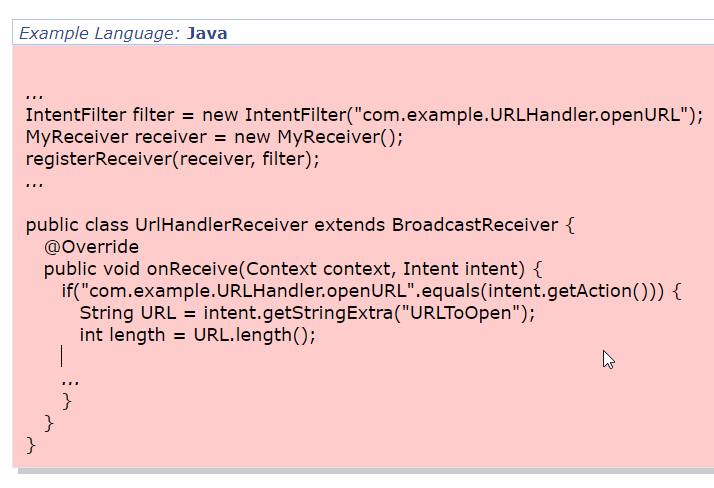 Example Language: Java
...
IntentFilter filter = new IntentFilter("com.example.URLHandler.openURL");
MyReceiver receiver = new MyReceiver();
registerReceiver(receiver, filter);
...
public class UrlHandlerReceiver extends BroadcastReceiver {
@Override
public void onReceive(Context context, Intent intent) {
if("com.example.URLHandler.openURL".equals(intent.getAction())) {
String URL = intent.getStringExtra("URLToOpen");
int length = URL.length();
...
}
}
}